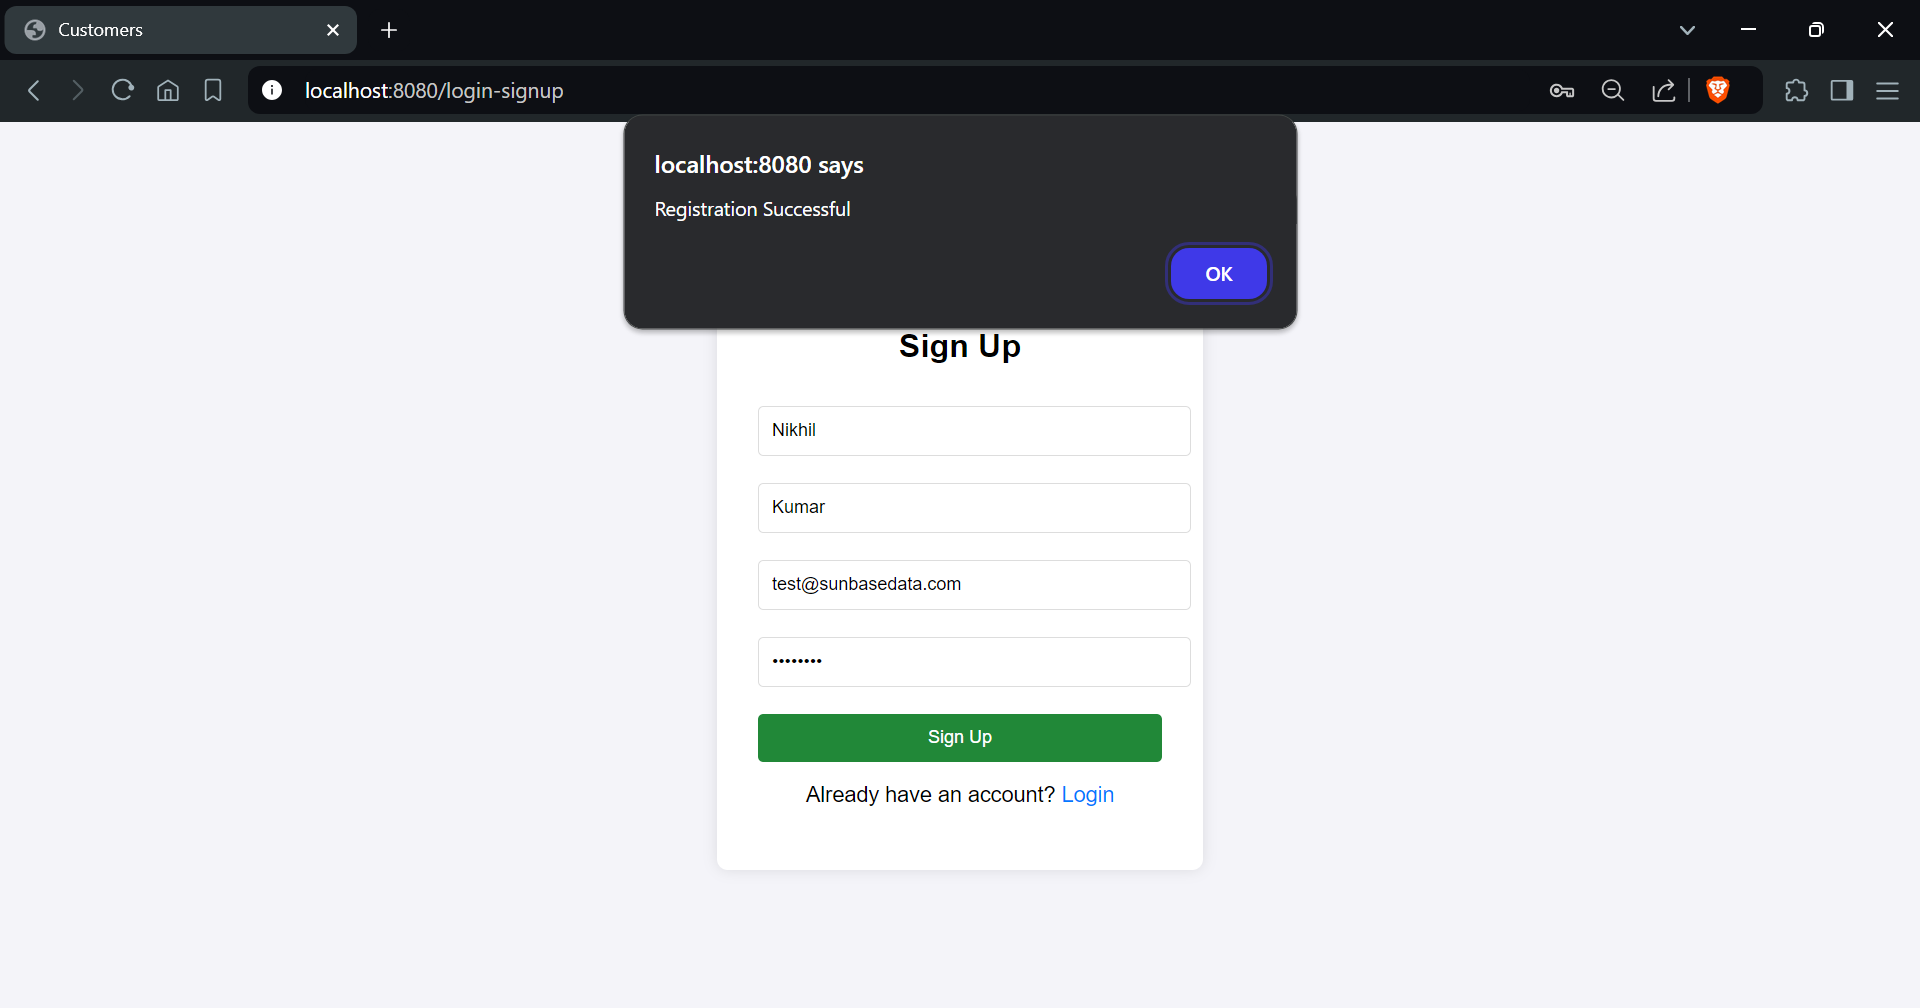 Customers
localhost:8080/login-signup
localhost:8080 says
Registration Successful
OK
Sign Up
Nikhil
Kumar
test@sunbasedata.com
••••••••
Sign Up
Already have an account? Login